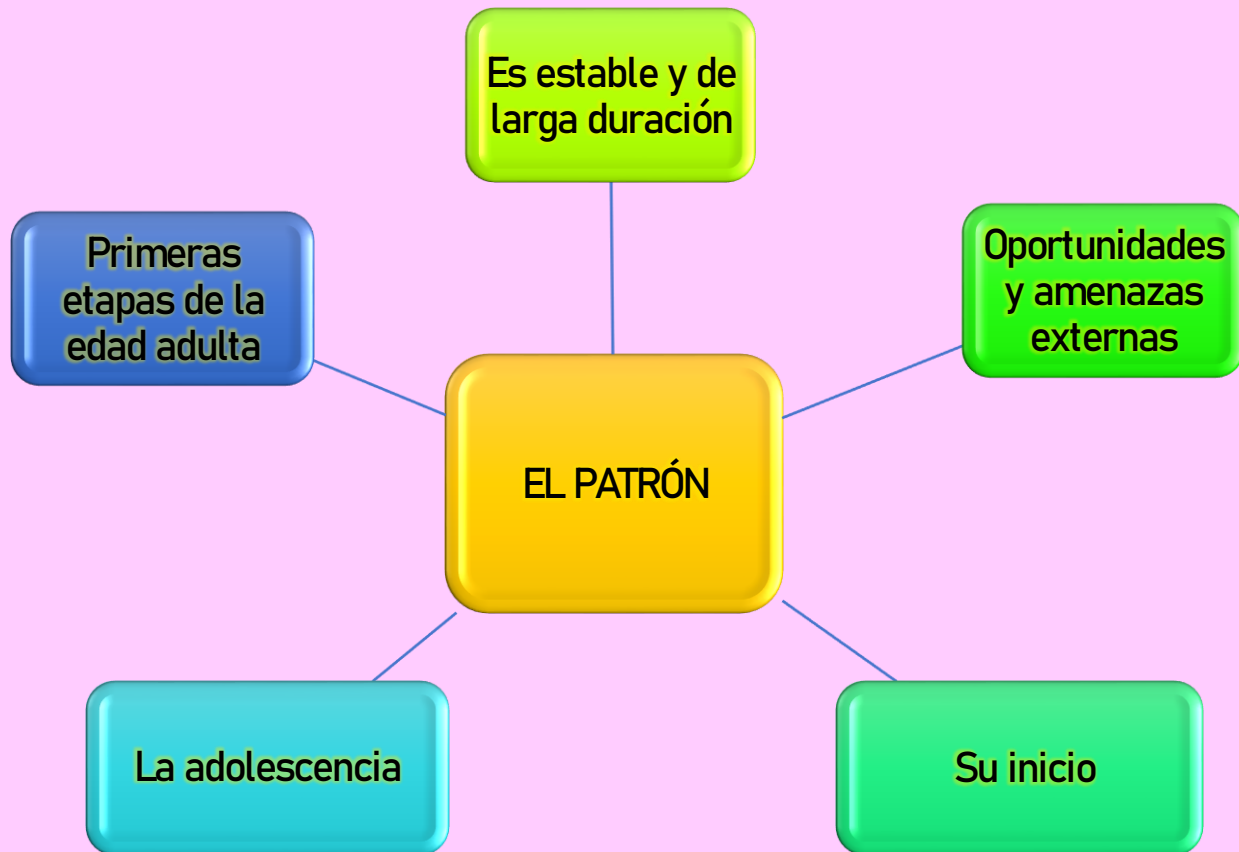 Es estable y de
larga duración
Primeras
etapas de la
edad adulta
Oportunidades
y amenazas
externas
EL PATRÓN
La adolescencia
Su inicio